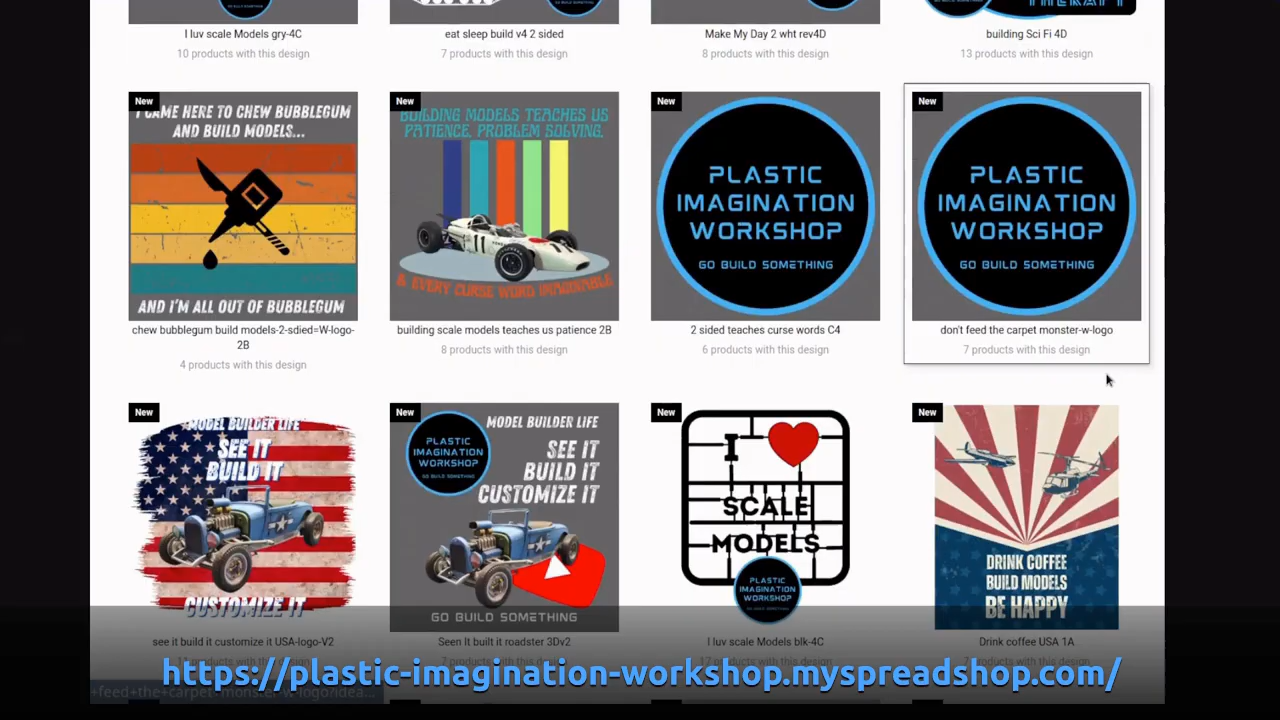 I luv scale Models gry-4C
eat sleep build v4 2 sided
Make My Day 2 wht rev4D
building Sci Fi 4D
10 products with this design
7 products with this design
8 products with this design
13 products with this design
New
I CAME HERE TO CHEW BUBBLEGUM
AND BUILD MODELS...
AND I'M ALL OUT OF BUBBLEGUM
chew bubblegum build models-2-sdied=W-logo-
2B
4 products with this design
New
BUILDING MODELS TEACHES US
PATIENCE, PROBLEM SOLVING,
11
& EVERY CURSE WORD IMAGINABLE
building scale models teaches us patience 2B
8 products with this design
New
PLASTIC
IMAGINATION
WORKSHOP
GO BUILD SOMETHING
2 sided teaches curse words C4
6 products with this design
New
PLASTIC
IMAGINATION
WORKSHOP
GO BUILD SOMETHING
don't feed the carpet monster-w-logo
7 products with this design
New
MODEL BUILDER LIFE
SEE IT
BUILD IT
CUSTOMIZE IT
see it build it customize it USA-logo-V2
New
MODEL BUILDER LIFE
PLASTIC
IMAGINATION
WORKSHOP
GO BUILD SOMETHING
SEE IT
BUILD IT
CUSTOMIZE IT
GO BUILD SOMETHING
Seen It built it roadster 3Dv2
New
I
SCALE
MODELS
PLASTIC
IMAGINATION
WORKSHOP
I luv scale Models blk-4C
New
DRINK COFFEE
BUILD MODELS
BE HAPPY
Drink coffee USA 1A
https://plastic-imagination-workshop.myspreadshop.com/
+feed+the+carpet-monster-w-logo?idea...